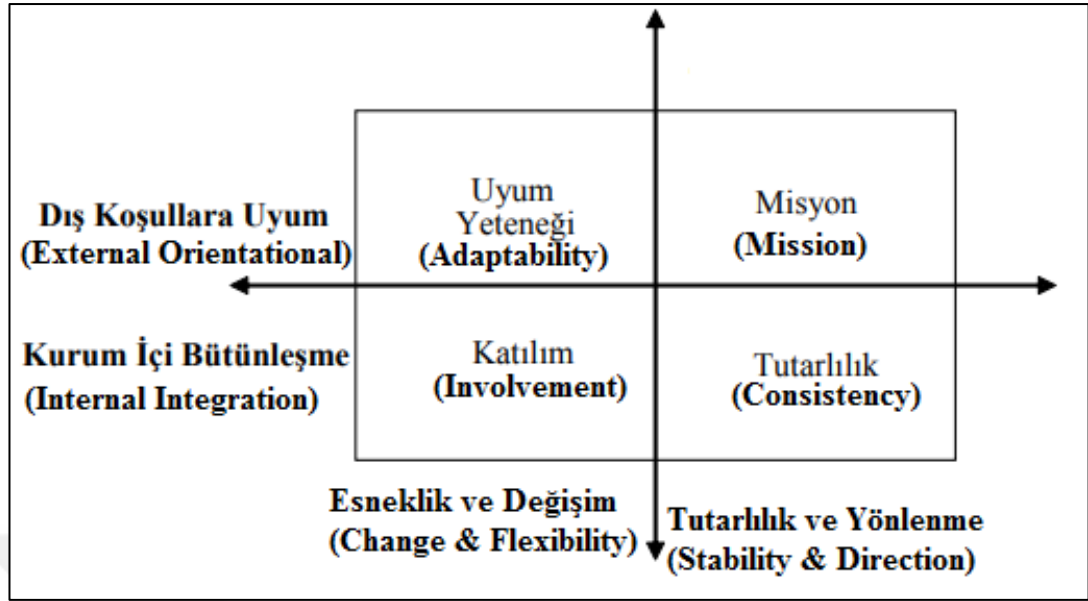 Uyum
Yeteneği
(Adaptability)
Misyon
(Mission)
Dış Koşullara Uyum
(External Orientational)
Kurum İçi Bütünleşme
(Internal Integration)
Katılım
(Involvement)
Tutarlılık
(Consistency)
Esneklik ve Değişim
(Change & Flexibility)
Tutarlılık ve Yönlenme
(Stability & Direction)